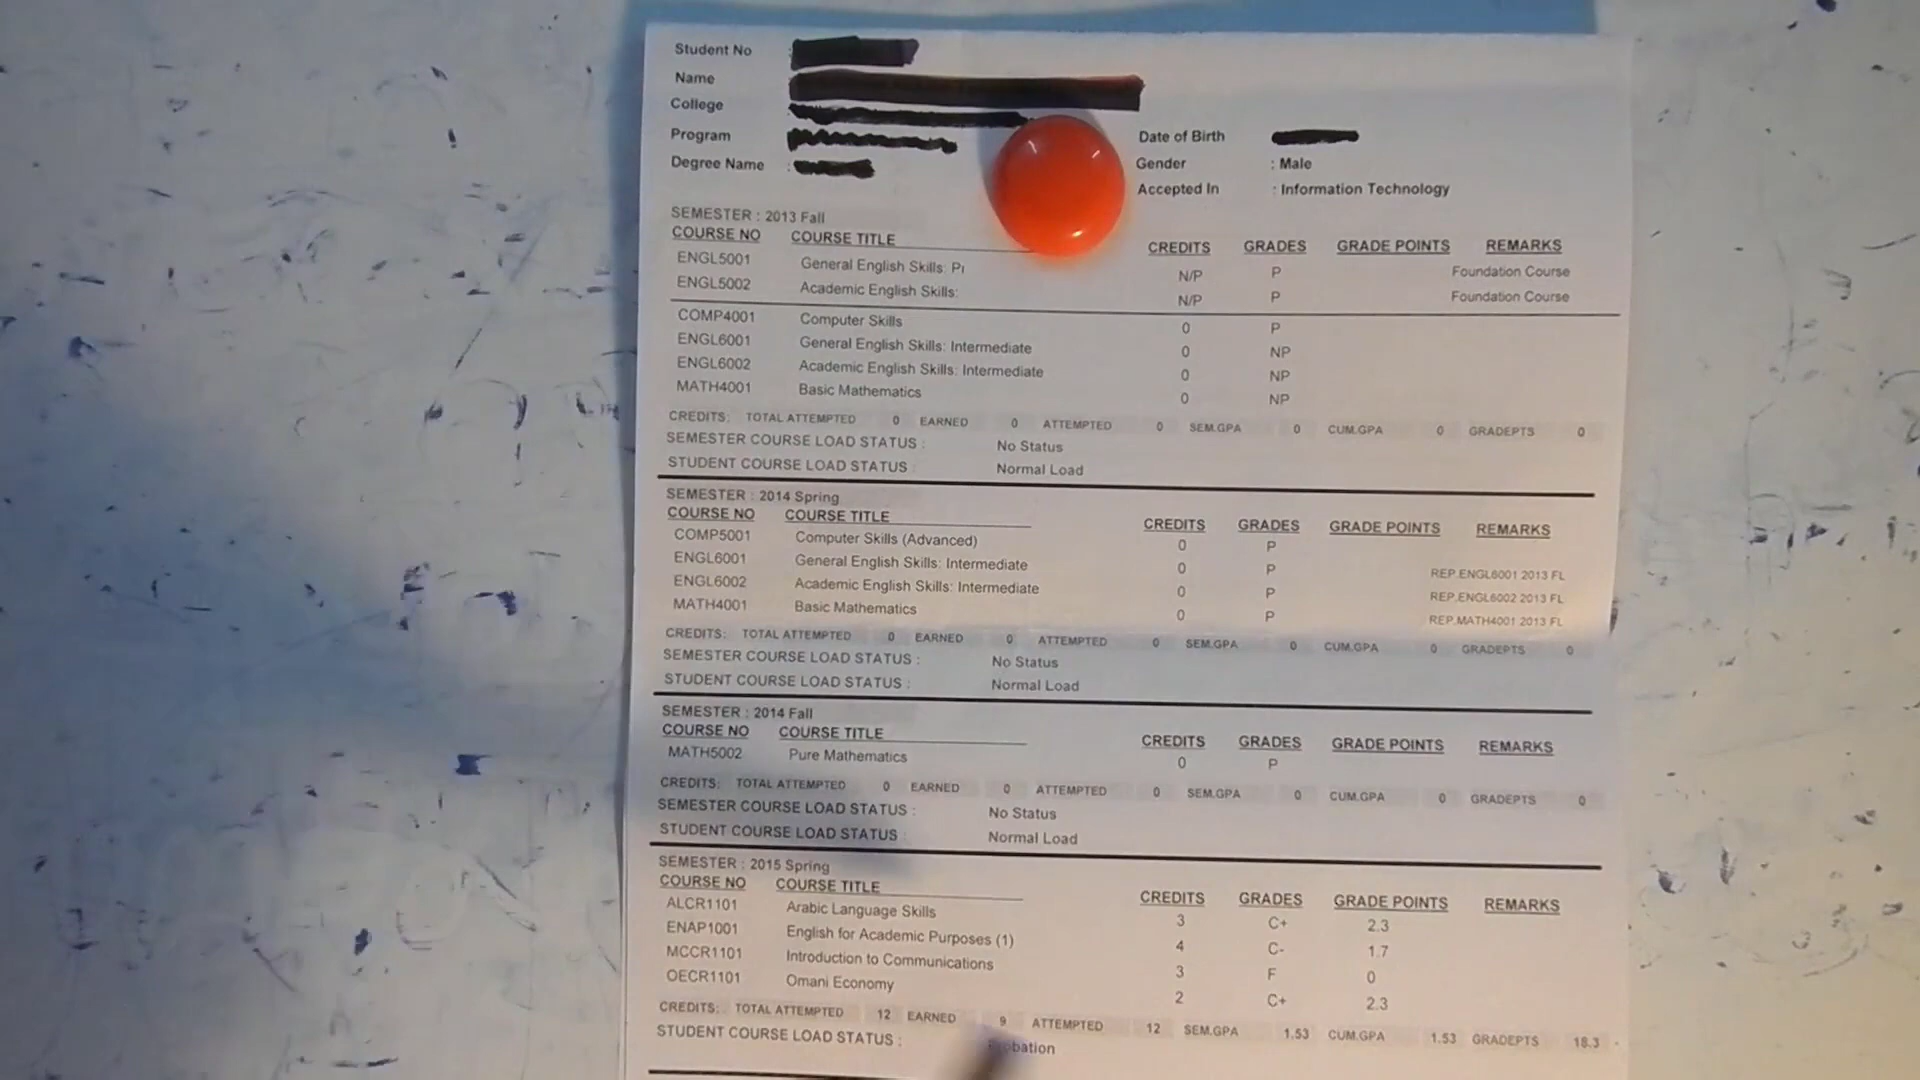 Student No :
Name
College
Program
Date of Birth
Degree Name :
Gender : Male
Accepted In : Information Technology
SEMESTER : 2013 Fall
COURSE NO COURSE TITLE CREDITS GRADES GRADE POINTS REMARKS
ENGL5001 General English Skills: N/P P Foundation Course
ENGL5002 Academic English Skills: N/P P Foundation Course
COMP4001 Computer Skills 0 P
ENGL6001 General English Skills: Intermediate 0 NP
ENGL6002 Academic English Skills: Intermediate 0 NP
MATH4001 Basic Mathematics 0 NP
CREDITS: TOTAL ATTEMPTED 0 EARNED 0 ATTEMPTED 0 SEM.GPA 0 CUM.GPA 0 GRADEPTS 0
SEMESTER COURSE LOAD STATUS : No Status
STUDENT COURSE LOAD STATUS : Normal Load
SEMESTER : 2014 Spring
COURSE NO COURSE TITLE CREDITS GRADES GRADE POINTS REMARKS
COMP5001 Computer Skills (Advanced) 0 P
ENGL6001 General English Skills: Intermediate 0 P REP.ENGL6001 2013 FL
ENGL6002 Academic English Skills: Intermediate 0 P REP.ENGL6002 2013 FL
MATH4001 Basic Mathematics 0 P REP.MATH4001 2013 FL
CREDITS: TOTAL ATTEMPTED 0 EARNED 0 ATTEMPTED 0 SEM.GPA 0 CUM.GPA 0 GRADEPTS 0
SEMESTER COURSE LOAD STATUS : No Status
STUDENT COURSE LOAD STATUS : Normal Load
SEMESTER : 2014 Fall
COURSE NO COURSE TITLE CREDITS GRADES GRADE POINTS REMARKS
MATH5002 Pure Mathematics 0 P
CREDITS: TOTAL ATTEMPTED 0 EARNED 0 ATTEMPTED 0 SEM.GPA 0 CUM.GPA 0 GRADEPTS 0
SEMESTER COURSE LOAD STATUS : No Status
STUDENT COURSE LOAD STATUS : Normal Load
SEMESTER : 2015 Spring
COURSE NO COURSE TITLE CREDITS GRADES GRADE POINTS REMARKS
ALCR1101 Arabic Language Skills 3 C+ 2.3
ENAP1001 English for Academic Purposes (1) 4 C- 1.7
MCCR1101 Introduction to Communications 3 F 0
OECR1101 Omani Economy 2 C+ 2.3
CREDITS: TOTAL ATTEMPTED 12 EARNED 9 ATTEMPTED 12 SEM.GPA 1.53 CUM.GPA 1.53 GRADEPTS 18.3
STUDENT COURSE LOAD STATUS : Probation